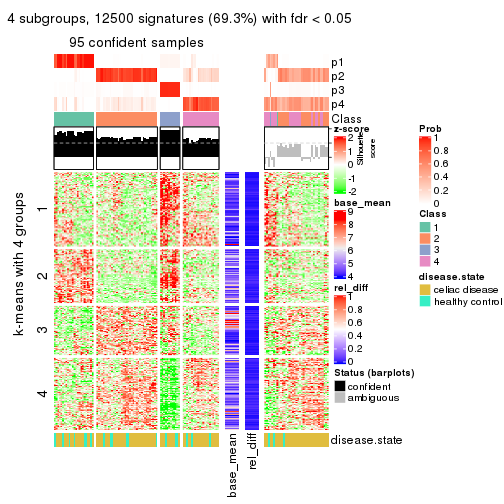 4 subgroups, 12500 signatures (69.3%) with fdr < 0.05
95 confident samples
p1
p2
p3
p4
Class
z-score
2
1
0
-1
-2
Silhouette
score
k-means with 4 groups
1
2
3
4
base_mean
9
8
7
6
5
4
rel_diff
1
0.8
0.6
0.4
0.2
0
Status (barplots)
confident
ambiguous
Prob
1
0.8
0.6
0.4
0.2
0
Class
1
2
3
4
disease.state
celiac disease
healthy control
disease.state
base_mean
rel_diff